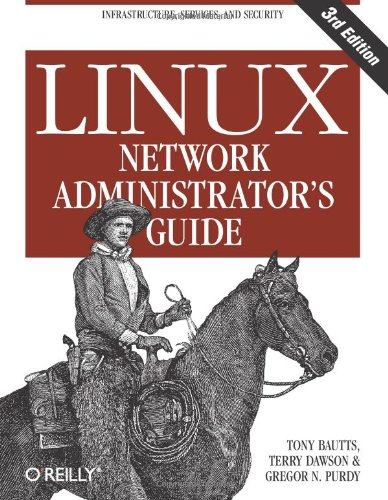 INFRASTRUCTURE, SERVICES, AND SECURITY
3rd Edition
LINUX
NETWORK
ADMINISTRATOR'S
GUIDE
TONY BAUTTS,
TERRY DAWSON &
GREGOR N. PURDY
O'REILLY®